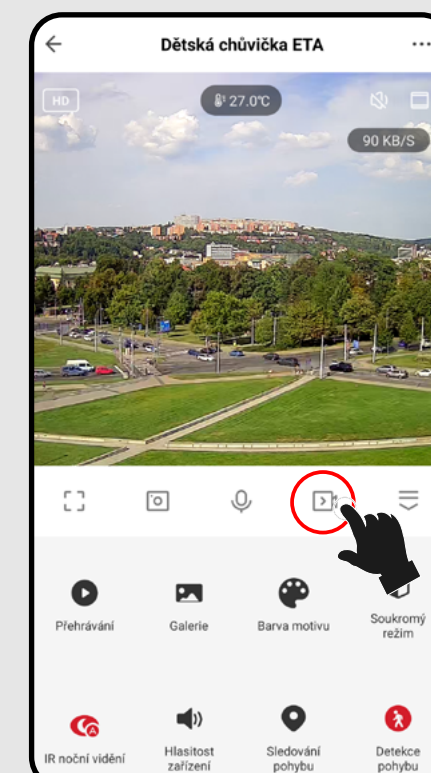 Dětská chůvička ETA
HD
27.0℃
90 KB/S
Přehrávání
Galerie
Barva motivu
Soukromý
režim
IR noční vidění
Hlasitost
zařízení
Sledování
pohybu
Detekce
pohybu